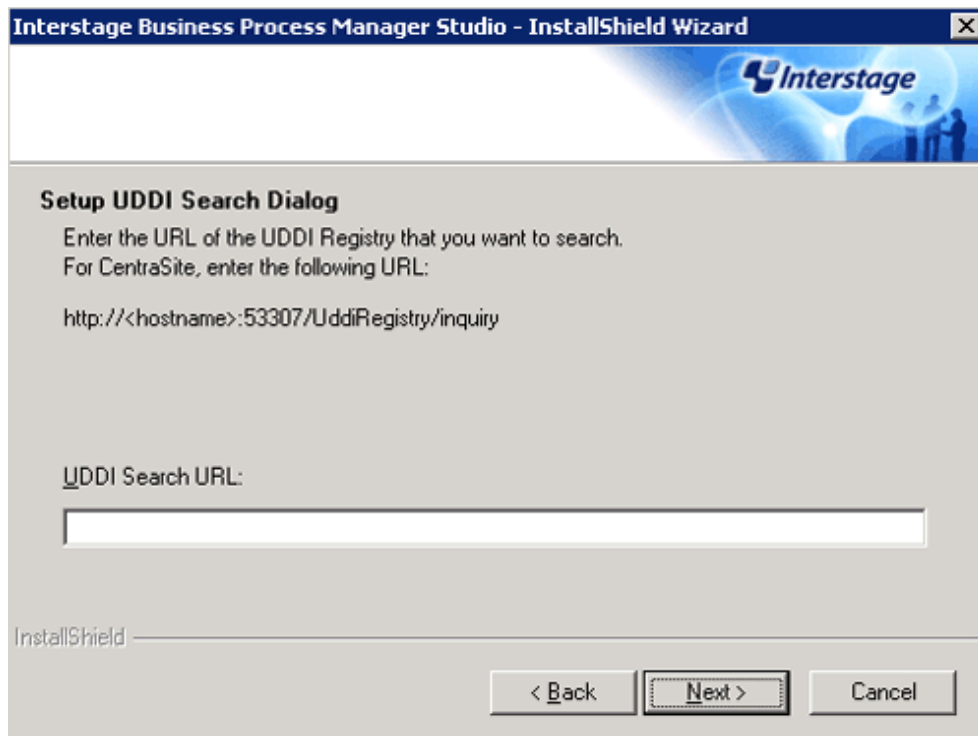 Interstage Business Process Manager Studio - InstallShield Wizard
Interstage
Setup UDDI Search Dialog
Enter the URL of the UDDI Registry that you want to search.
For CentraSite, enter the following URL:
http://<hostname>:53307/UddiRegistry/inquiry
UDDI Search URL:
InstallShield
< Back Next > Cancel